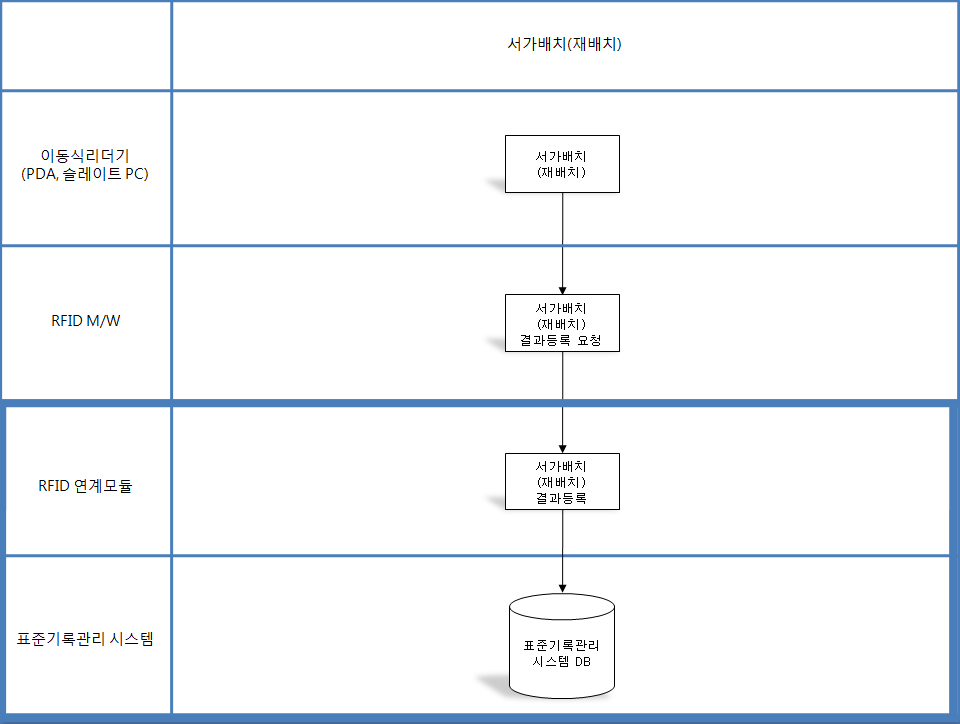 서가배치(재배치)
이동식리더기
(PDA, 슬레이트 PC)
서가배치
(재배치)
RFID M/W
서가배치
(재배치)
결과등록 요청
RFID 연계모듈
서가배치
(재배치)
결과등록
표준기록관리 시스템
표준기록관리
시스템 DB